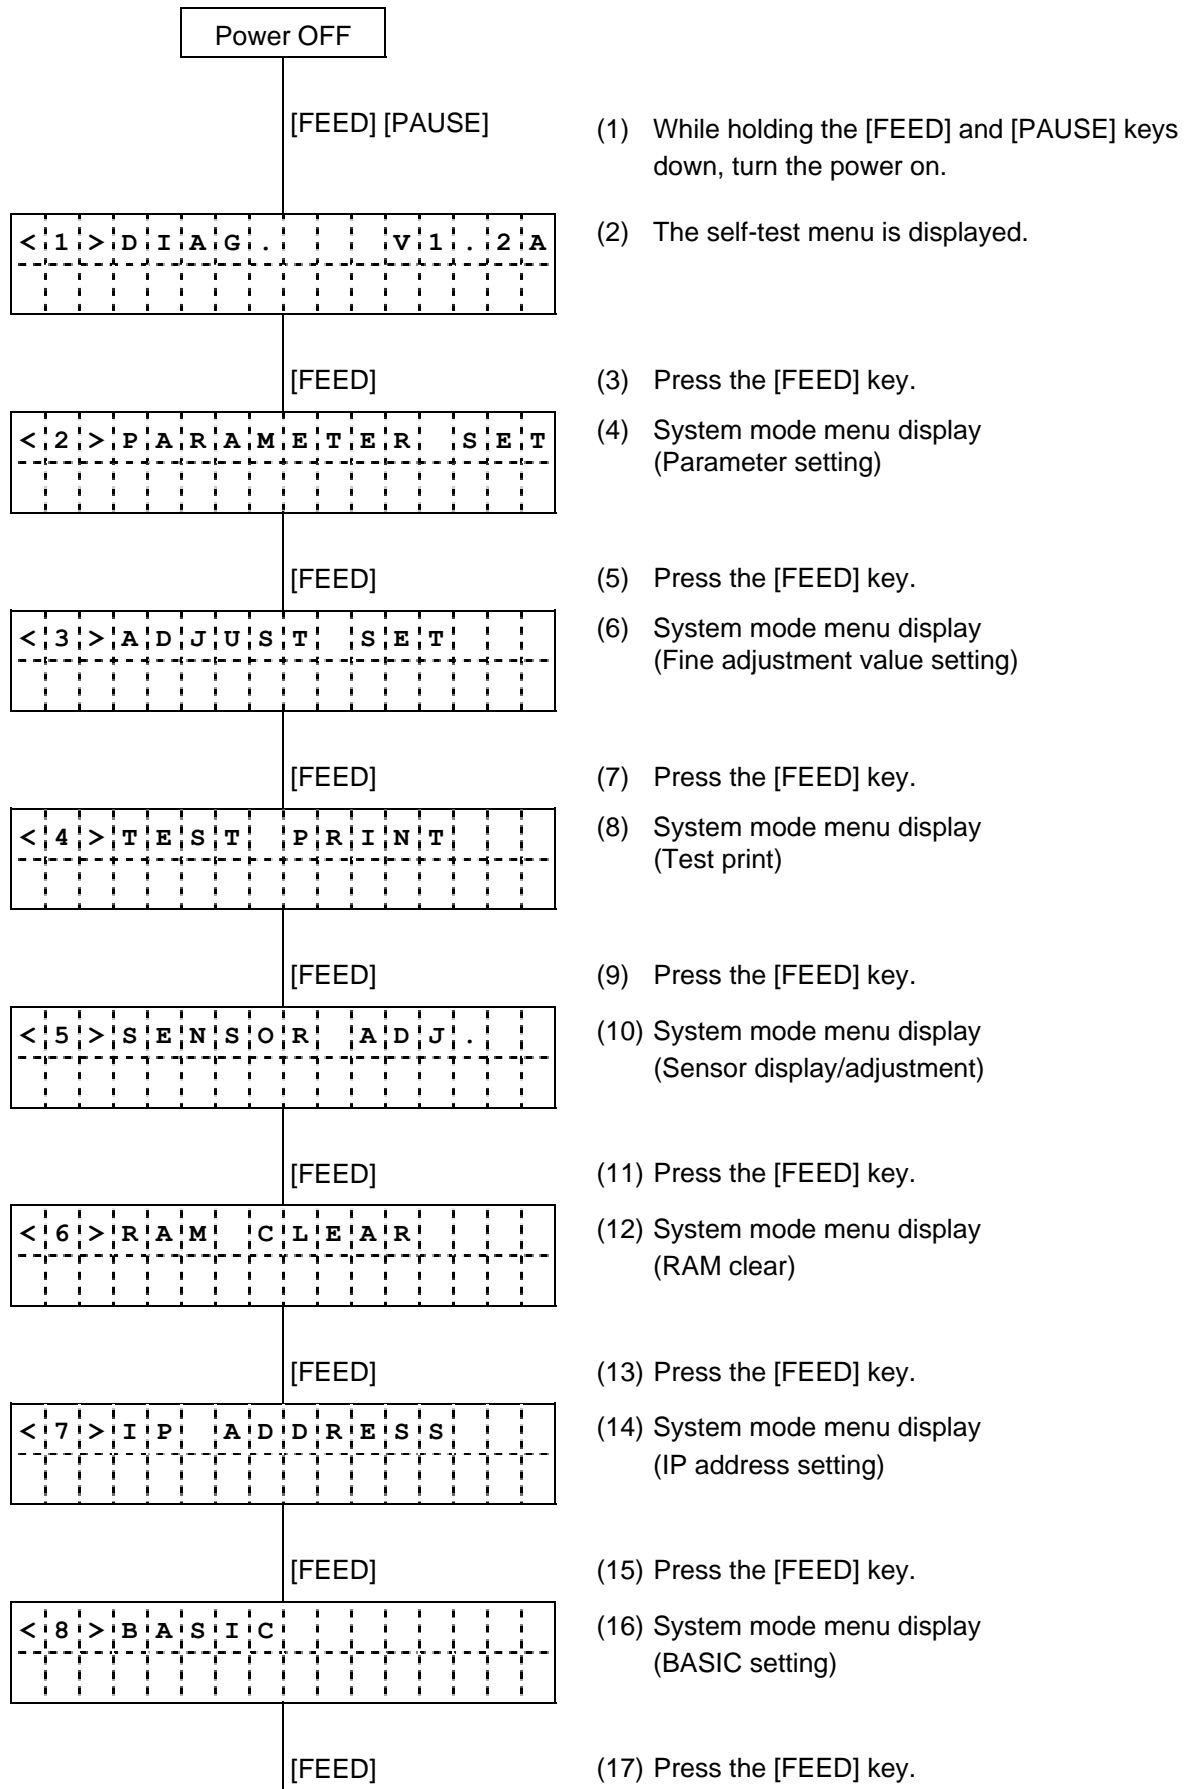 Power OFF
[FEED] [PAUSE]
(1) While holding the [FEED] and [PAUSE] keys
down, turn the power on.
<1>DIAG.   V1.2A
(2) The self-test menu is displayed.
[FEED]
(3) Press the [FEED] key.
<2>PARAMETER SET
(4) System mode menu display
(Parameter setting)
[FEED]
(5) Press the [FEED] key.
<3>ADJUST SET
(6) System mode menu display
(Fine adjustment value setting)
[FEED]
(7) Press the [FEED] key.
<4>TEST PRINT
(8) System mode menu display
(Test print)
[FEED]
(9) Press the [FEED] key.
<5>SENSOR ADJ.
(10) System mode menu display
(Sensor display/adjustment)
[FEED]
(11) Press the [FEED] key.
<6>RAM CLEAR
(12) System mode menu display
(RAM clear)
[FEED]
(13) Press the [FEED] key.
<7>IP ADDRESS
(14) System mode menu display
(IP address setting)
[FEED]
(15) Press the [FEED] key.
<8>BASIC
(16) System mode menu display
(BASIC setting)
[FEED]
(17) Press the [FEED] key.